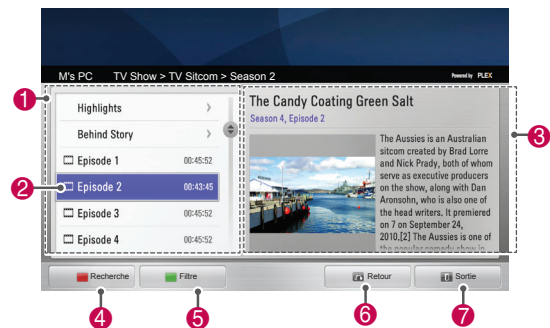 M's PC TV Show > TV Sitcom > Season 2
Powered by PLEX
1
Highlights >
Behind Story >
Episode 1 00:45:52
2
Episode 2 00:43:45
Episode 3 00:45:52
Episode 4 00:45:52
The Candy Coating Green Salt
Season 4, Episode 2
3
The Aussies is an Australian
sitcom created by Brad Lorre
and Nick Prady, both of whom
serve as executive producers
on the show, along with Dan
Aronsohn, who is also one of
the head writers. It premiered
on 7 on September 24,
2010,[2] The Aussies is one of
the popular comedy show in
Recherche
Filtre
Retour
Sortie
4
5
6
7